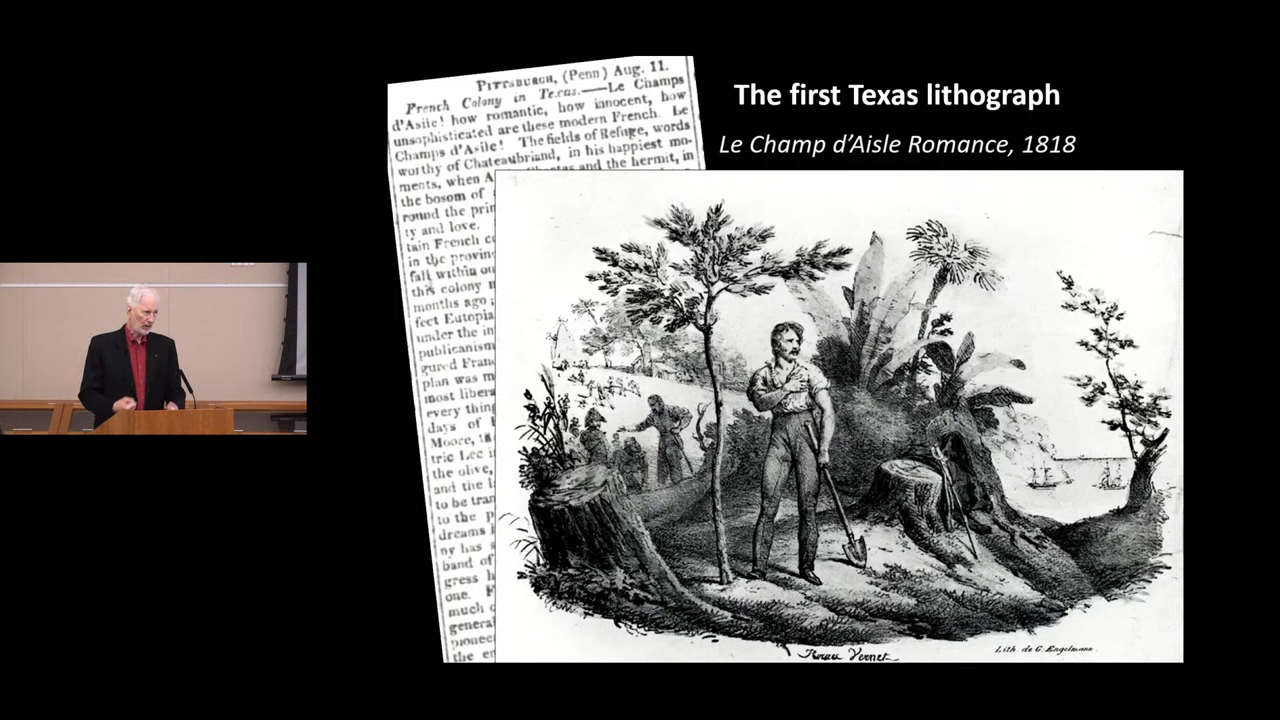 PITTSBURGH, (Penn) Aug. 11.
French Colony in Texas.—Le Champs
d'Asile! how romantic, how innocent, how
unsophisticated are these modern French. Le
Champs d'Asile! The fields of Refuge, words
worthy of Chateaubriand, in his happiest mo-
ments, when and the hermit, in
the bosom of
round the prin
ty and love.
tain French c
in the provin
fall within ou
this colony
months ago
fect Eutopia
under the in
publicanism
gured Fran
plan was m
most libera
every thing
days of
Moore,
tric Lee i
the olive,
and the l
to be tran
to the p
dreams
ny has s
band of
gress h
one.
much
general
pioneer
the
The first Texas lithograph
Le Champ d'Aisle Romance, 1818
Horace Vernet
Lith. de G. Engelmann.